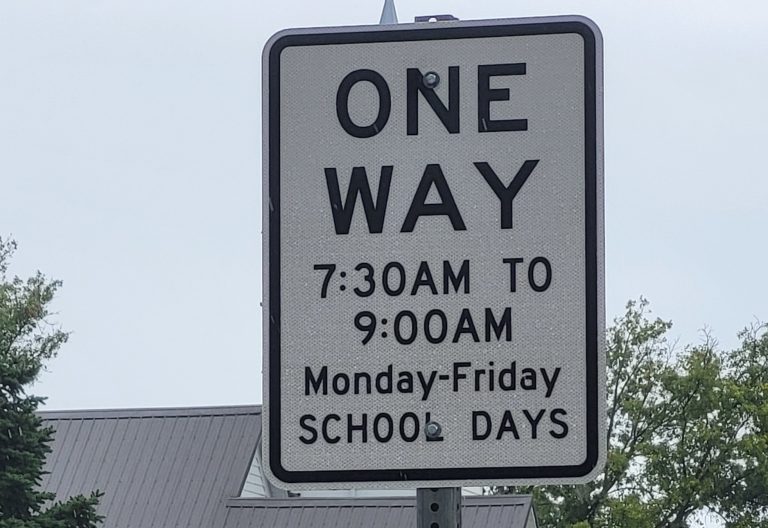 ONE
WAY
7:30AM TO
9:00AM
Monday-Friday
SCHOOL DAYS